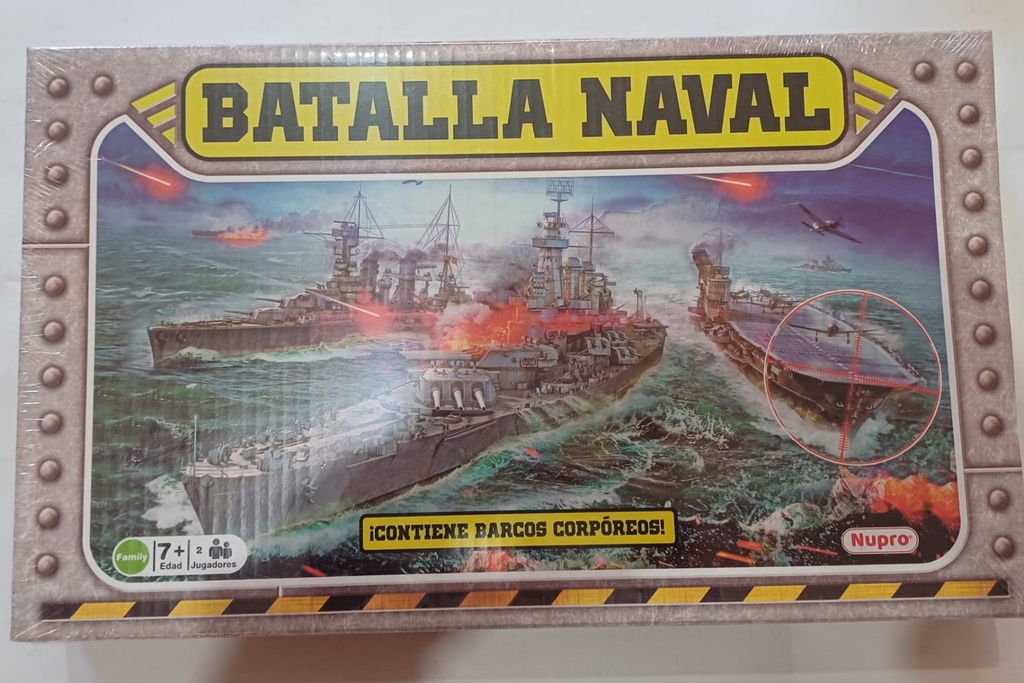 BATALLA NAVAL
¡CONTIENE BARCOS CORPÓREOS!
Nupro®
Family
7+
Edad
2
Jugadores